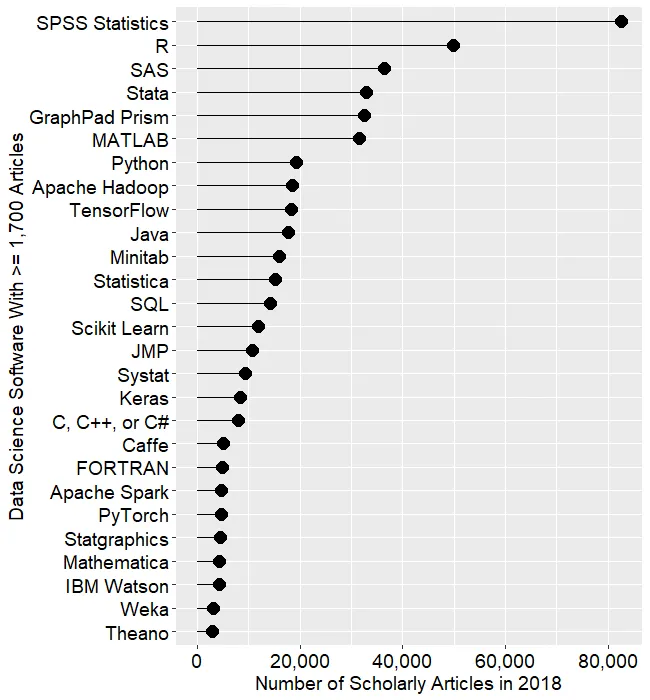 SPSS Statistics
R
SAS
Stata
GraphPad Prism
MATLAB
Python
Apache Hadoop
TensorFlow
Java
Minitab
Statistica
SQL
Scikit Learn
JMP
Systat
Keras
C, C++, or C#
Caffe
FORTRAN
Apache Spark
PyTorch
Statgraphics
Mathematica
IBM Watson
Weka
Theano
Data Science Software With >= 1,700 Articles
0 20,000 40,000 60,000 80,000
Number of Scholarly Articles in 2018